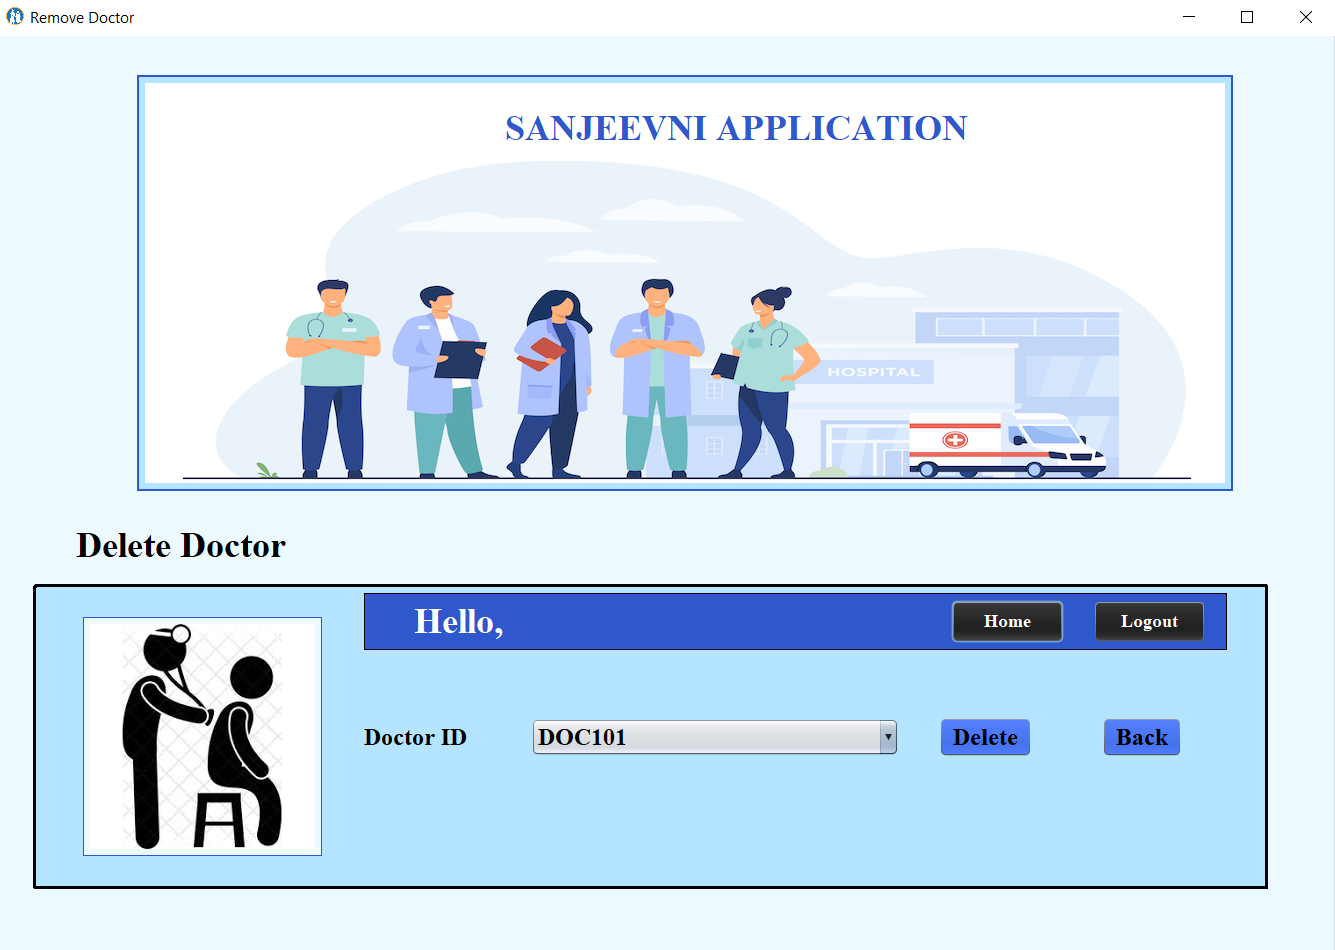 Remove Doctor
SANJEEVNI APPLICATION
HOSPITAL
Delete Doctor
Hello,
Home
Logout
Doctor ID
DOC101
Delete
Back